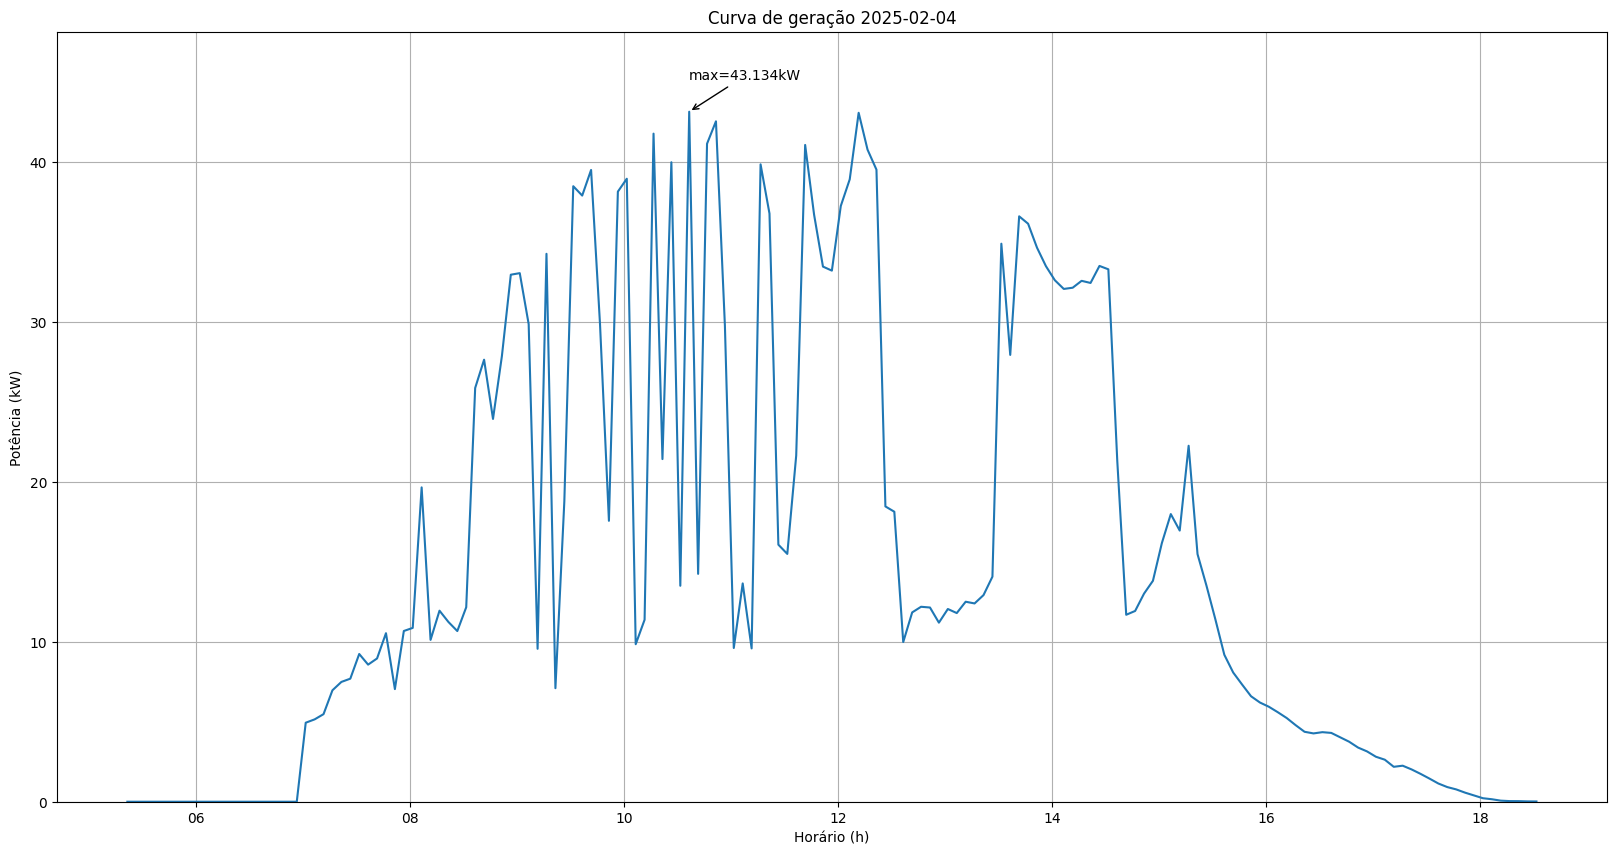 Curva de geração 2025-02-04
max=43.134kW
Potência (kW)
40
30
20
10
0
06 08 10 12 14 16 18
Horário (h)